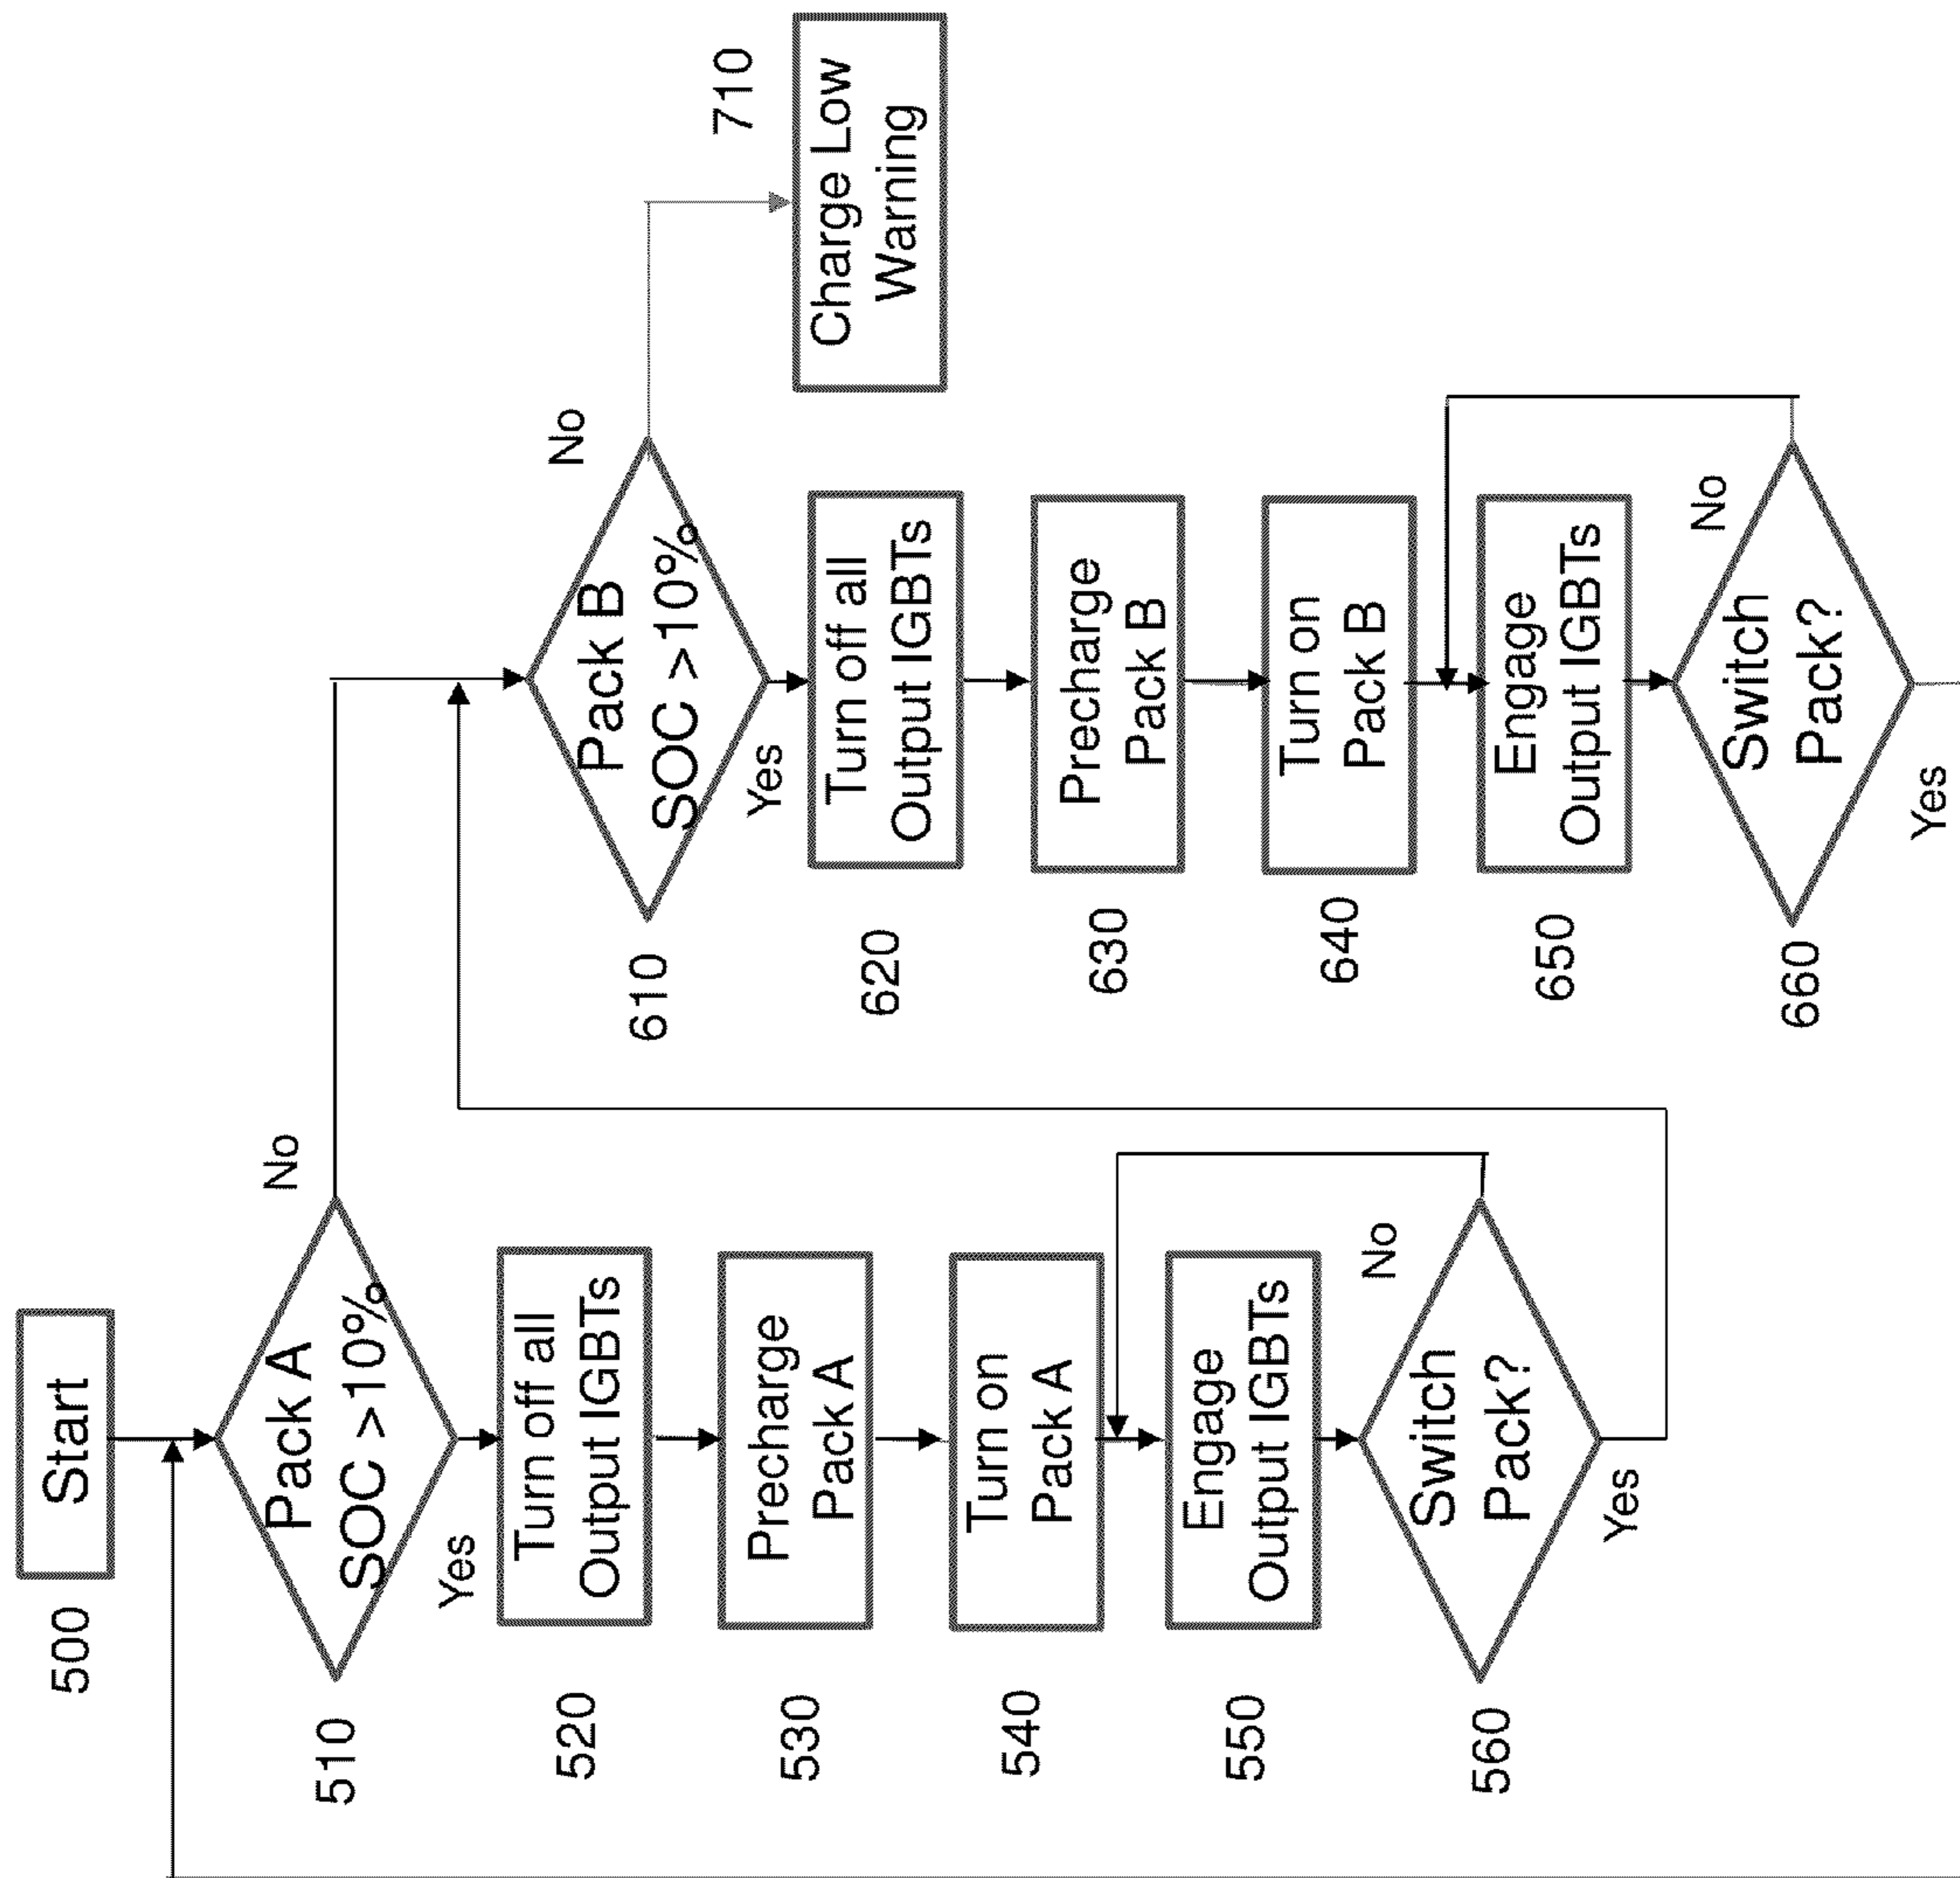 500
Start
510
Pack A
SOC >10%
No
Yes
520
Turn off all
Output IGBTs
530
Precharge
Pack A
540
Turn on
Pack A
550
Engage
Output IGBTs
560
Switch
Pack?
No
Yes
610
Pack B
SOC >10%
No
Yes
620
Turn off all
Output IGBTs
630
Precharge
Pack B
640
Turn on
Pack B
650
Engage
Output IGBTs
660
Switch
Pack?
No
Yes
710
Charge Low
Warning